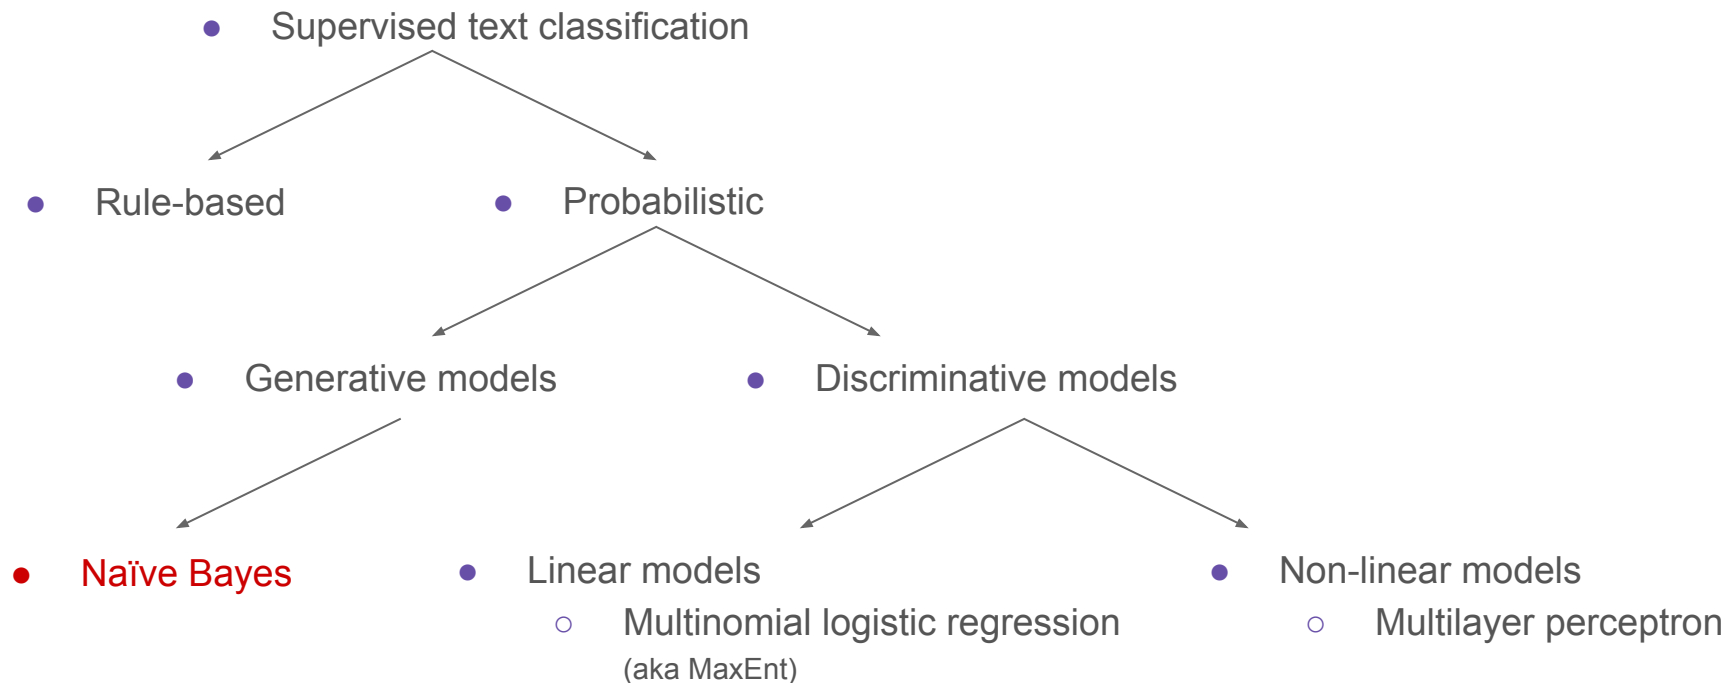 Supervised text classification
Rule-based
Probabilistic
Generative models
Discriminative models
Naïve Bayes
Linear models
Non-linear models
Multinomial logistic regression
Multilayer perceptron
(aka MaxEnt)